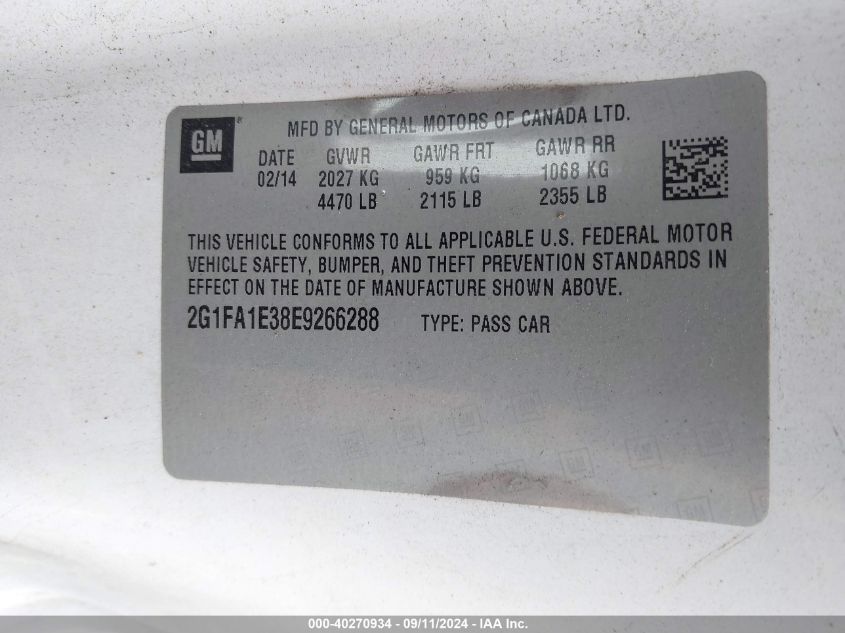 GM ®
MFD BY GENERAL MOTORS OF CANADA LTD.
DATE GVWR GAWR FRT GAWR RR
02/14 2027 KG 959 KG 1068 KG
4470 LB 2115 LB 2355 LB
THIS VEHICLE CONFORMS TO ALL APPLICABLE U.S. FEDERAL MOTOR
VEHICLE SAFETY, BUMPER, AND THEFT PREVENTION STANDARDS IN
EFFECT ON THE DATE OF MANUFACTURE SHOWN ABOVE.
2G1FA1E38E9266288 TYPE: PASS CAR
000-40270934 - 09/11/2024 - IAA Inc.